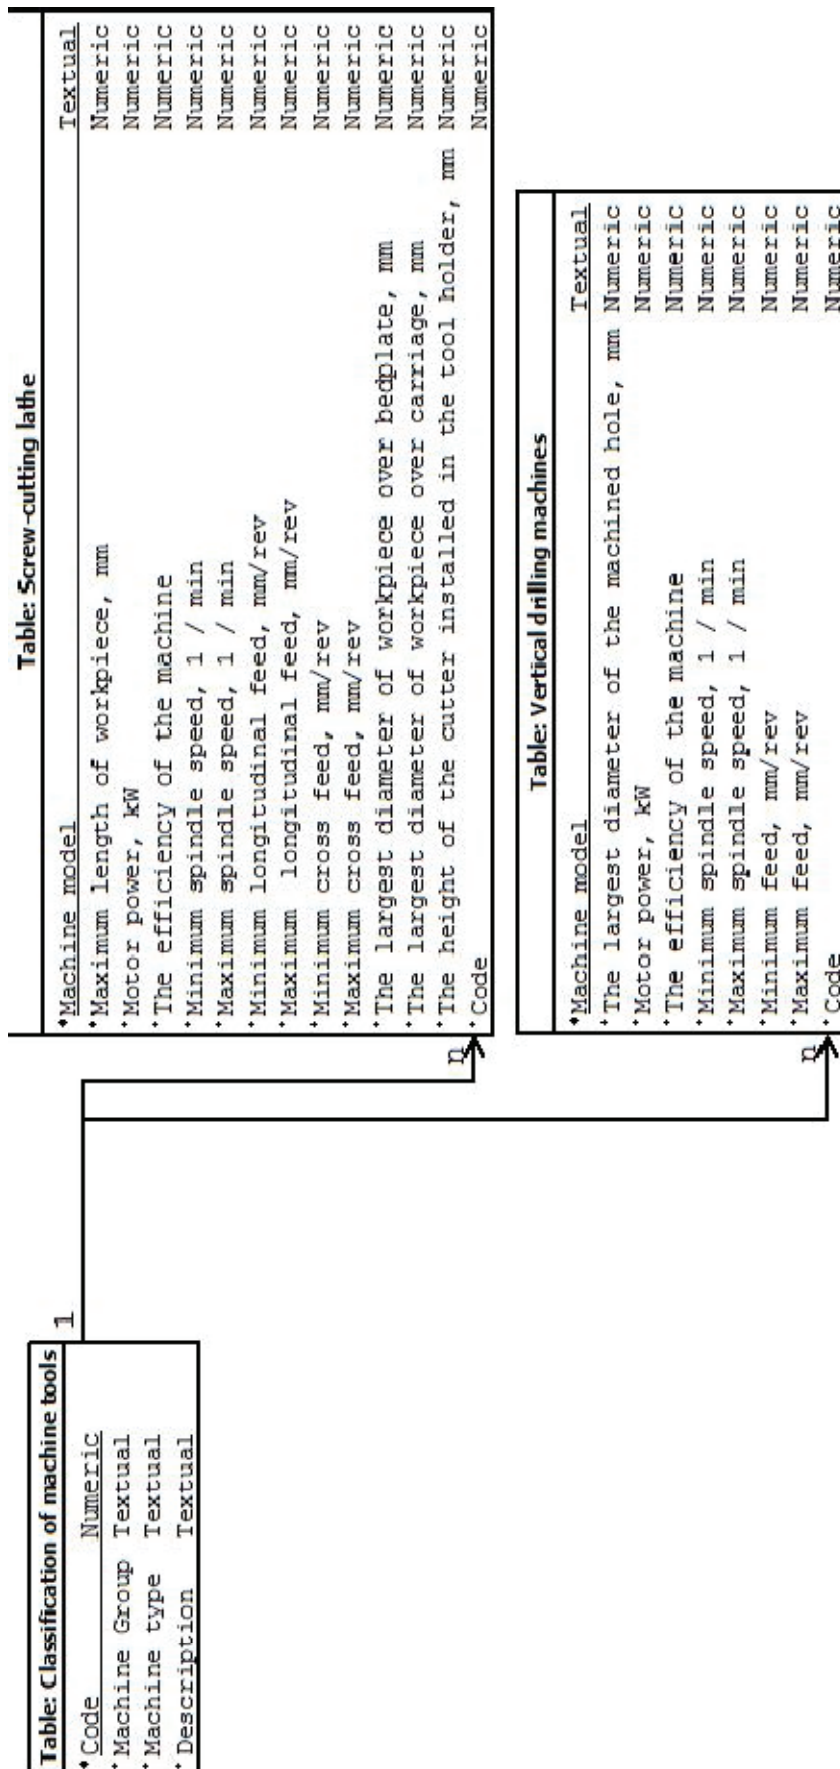 Table: Classification of machine tools
Code Numeric
Machine Group Textual
Machine type Textual
Description Textual
1
n
n
Table: Screw-cutting lathe
Machine model Textual
Maximum length of workpiece, mm Numeric
Motor power, kW Numeric
The efficiency of the machine Numeric
Minimum spindle speed, 1 / min Numeric
Maximum spindle speed, 1 / min Numeric
Minimum longitudinal feed, mm/rev Numeric
Maximum longitudinal feed, mm/rev Numeric
Minimum cross feed, mm/rev Numeric
Maximum cross feed, mm/rev Numeric
The largest diameter of workpiece over bedplate, mm Numeric
The largest diameter of workpiece over carriage, mm Numeric
The height of the cutter installed in the tool holder, mm Numeric
Code Numeric
Table: Vertical drilling machines
Machine model Textual
The largest diameter of the machined hole, mm Numeric
Motor power, kW Numeric
The efficiency of the machine Numeric
Minimum spindle speed, 1 / min Numeric
Maximum spindle speed, 1 / min Numeric
Minimum feed, mm/rev Numeric
Maximum feed, mm/rev Numeric
Code Numeric